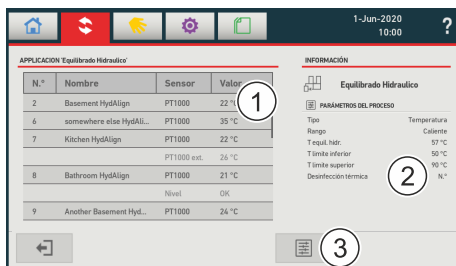 1-Jun-2020
10:00
?
APPLICACION 'Equilibrado Hidraulico'
N.° Nombre Sensor Valor
2 Basement HydAlign PT1000 22 °C
6 somewhere else HydAli... PT1000 35 °C
7 Kitchen HydAlign PT1000 22 °C
PT1000 ext. 26 °C
8 Bathroom HydAlign PT1000 21 °C
Nivel OK
9 Another Basement Hyd... PT1000 24 °C
1
INFORMACIÓN
Equilibrado Hidraulico
PARÁMETROS DEL PROCESO
Tipo Temperatura
Rango Caliente
T equil. hidr. 57 °C
T límite inferior 50 °C
T límite superior 90 °C
Desinfección térmica N.°
2
3